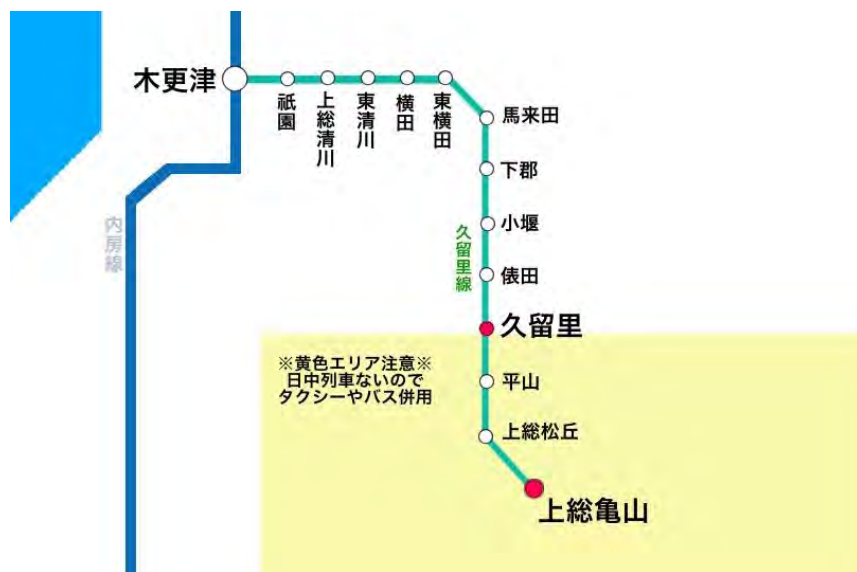 木更津
祇園
上総清川
東清川
横田
東横田
馬来田
下郡
小堰
俵田
久留里
平山
上総松丘
上総亀山
久留里線
内房線
※黄色エリア注意※
日中列車ないので
タクシーやバス併用